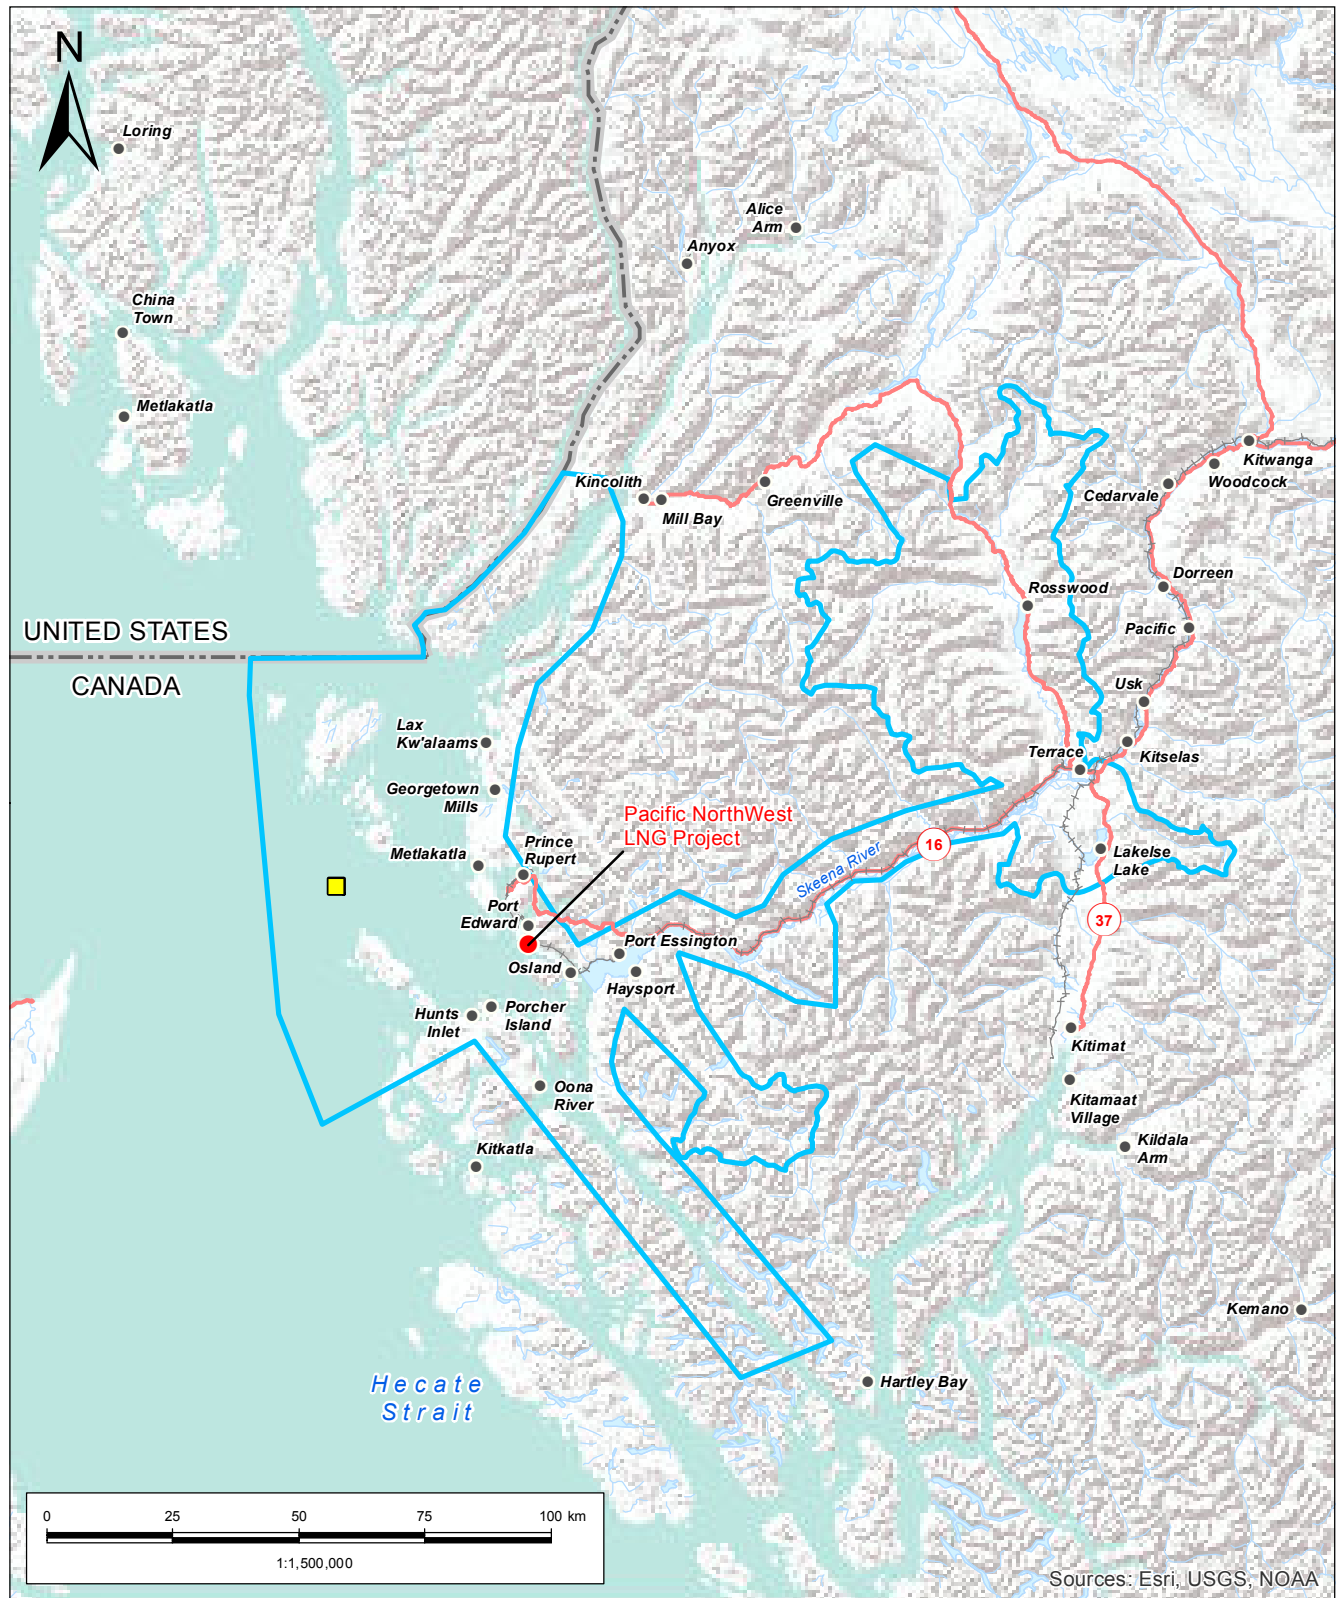 N
Loring
Alice
Arm
Anyox
China
Town
Metlakatla
Kitwanga
Woodcock
Cedarvale
Kincolith
Mill Bay
Greenville
Dorreen
Rosswood
Pacific
UNITED STATES
CANADA
Usk
Lax
Kw'alaams
Kitselas
Terrace
Georgetown
Mills
Pacific NorthWest
LNG Project
Prince
Rupert
16
Skeena River
Metlakatla
Lakelse
Lake
Port
Edward
37
Port Essington
Osland
Haysport
Hunts
Inlet
Porcher
Island
Kitimat
Oona
River
Kitamaat
Village
Kitkatla
Kildala
Arm
Kemano
Hartley Bay
Hecate
Strait
0 25 50 75 100 km
1:1,500,000
Sources: Esri, USGS, NOAA